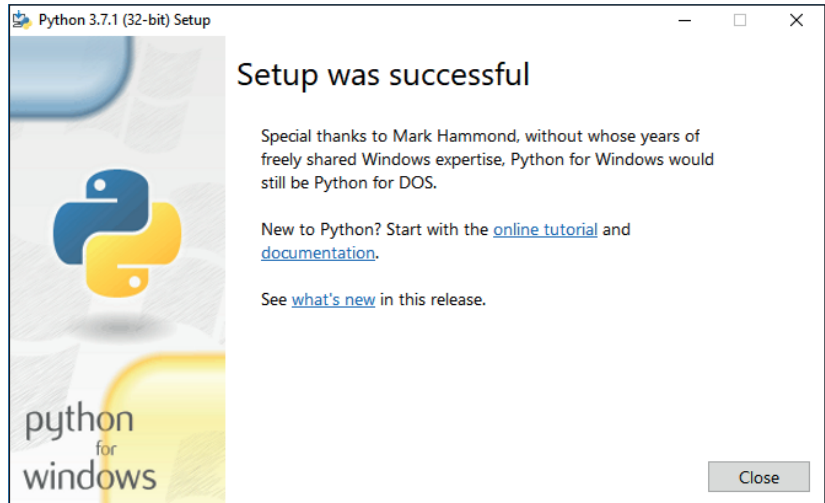 Python 3.7.1 (32-bit) Setup
Setup was successful
Special thanks to Mark Hammond, without whose years of
freely shared Windows expertise, Python for Windows would
still be Python for DOS.
New to Python? Start with the online tutorial and
documentation.
See what's new in this release.
python
for
windows
Close